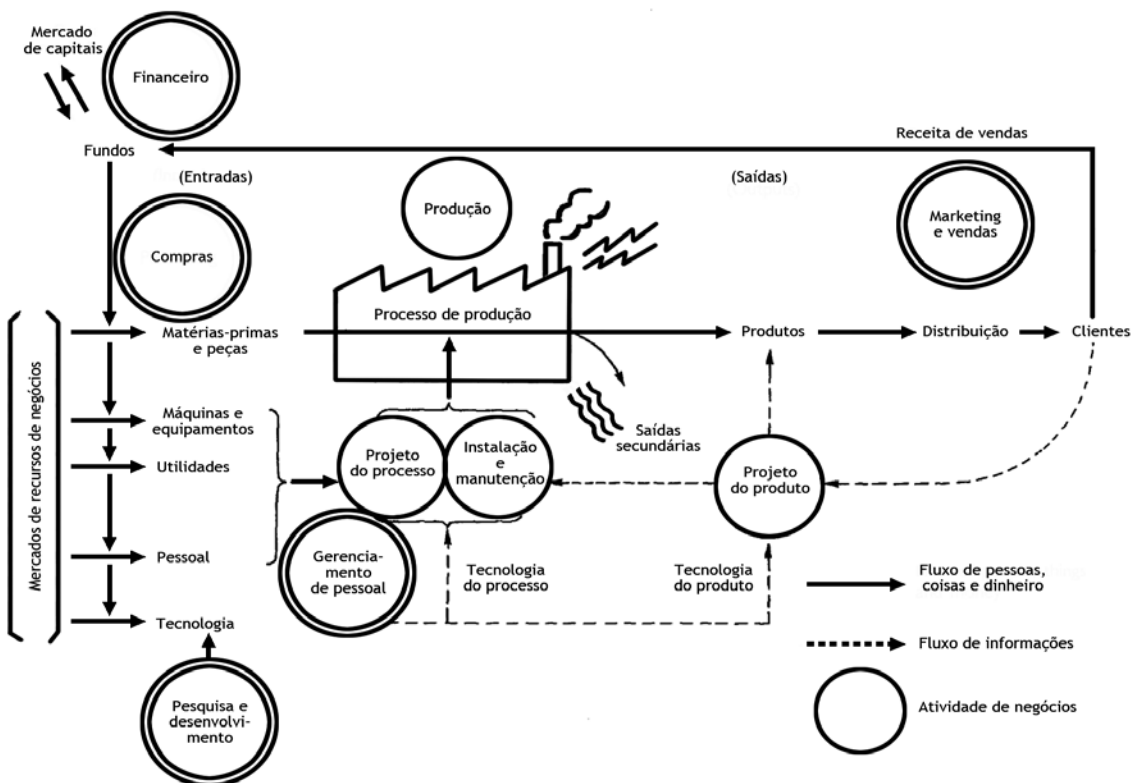 Mercado
de capitais
Financeiro
Fundos
Receita de vendas
(Entradas)
(Saídas)
Compras
Produção
Marketing
e vendas
Processo de produção
Matérias-primas
e peças
Produtos
Distribuição
Clientes
Mercados de recursos de negócios
Máquinas e
equipamentos
Utilidades
Pessoal
Tecnologia
Projeto
do processo
Instalação
e
manutenção
Saídas
secundárias
Projeto
do produto
Gerencia-
mento
de pessoal
Tecnologia
do processo
Tecnologia
do produto
Pesquisa e
desenvolvi-
mento
Fluxo de pessoas,
coisas e dinheiro
Fluxo de informações
Atividade de negócios